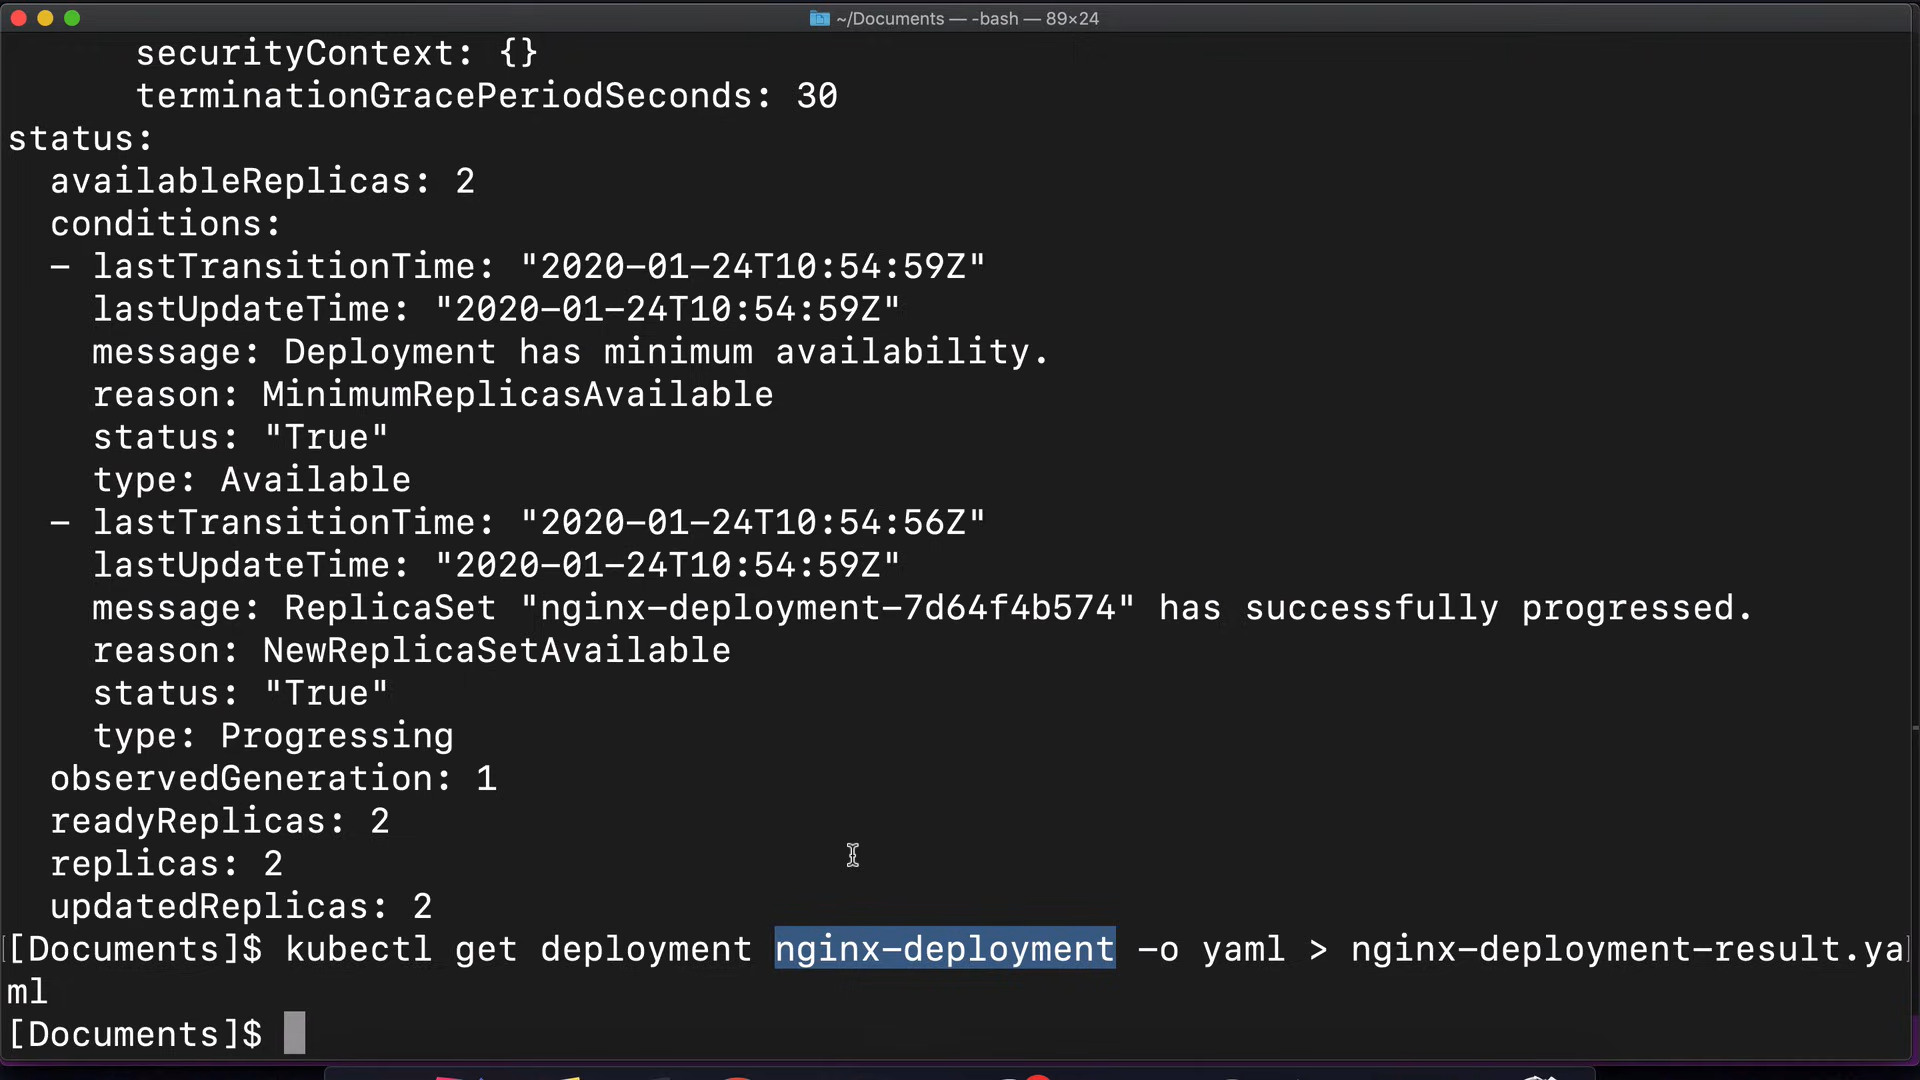 ~/Documents — -bash — 89×24
securityContext: {}
terminationGracePeriodSeconds: 30
status:
availableReplicas: 2
conditions:
- lastTransitionTime: "2020-01-24T10:54:59Z"
lastUpdateTime: "2020-01-24T10:54:59Z"
message: Deployment has minimum availability.
reason: MinimumReplicasAvailable
status: "True"
type: Available
- lastTransitionTime: "2020-01-24T10:54:56Z"
lastUpdateTime: "2020-01-24T10:54:59Z"
message: ReplicaSet "nginx-deployment-7d64f4b574" has successfully progressed.
reason: NewReplicaSetAvailable
status: "True"
type: Progressing
observedGeneration: 1
readyReplicas: 2
replicas: 2
updatedReplicas: 2
[Documents]$ kubectl get deployment nginx-deployment -o yaml > nginx-deployment-result.ya
ml
[Documents]$